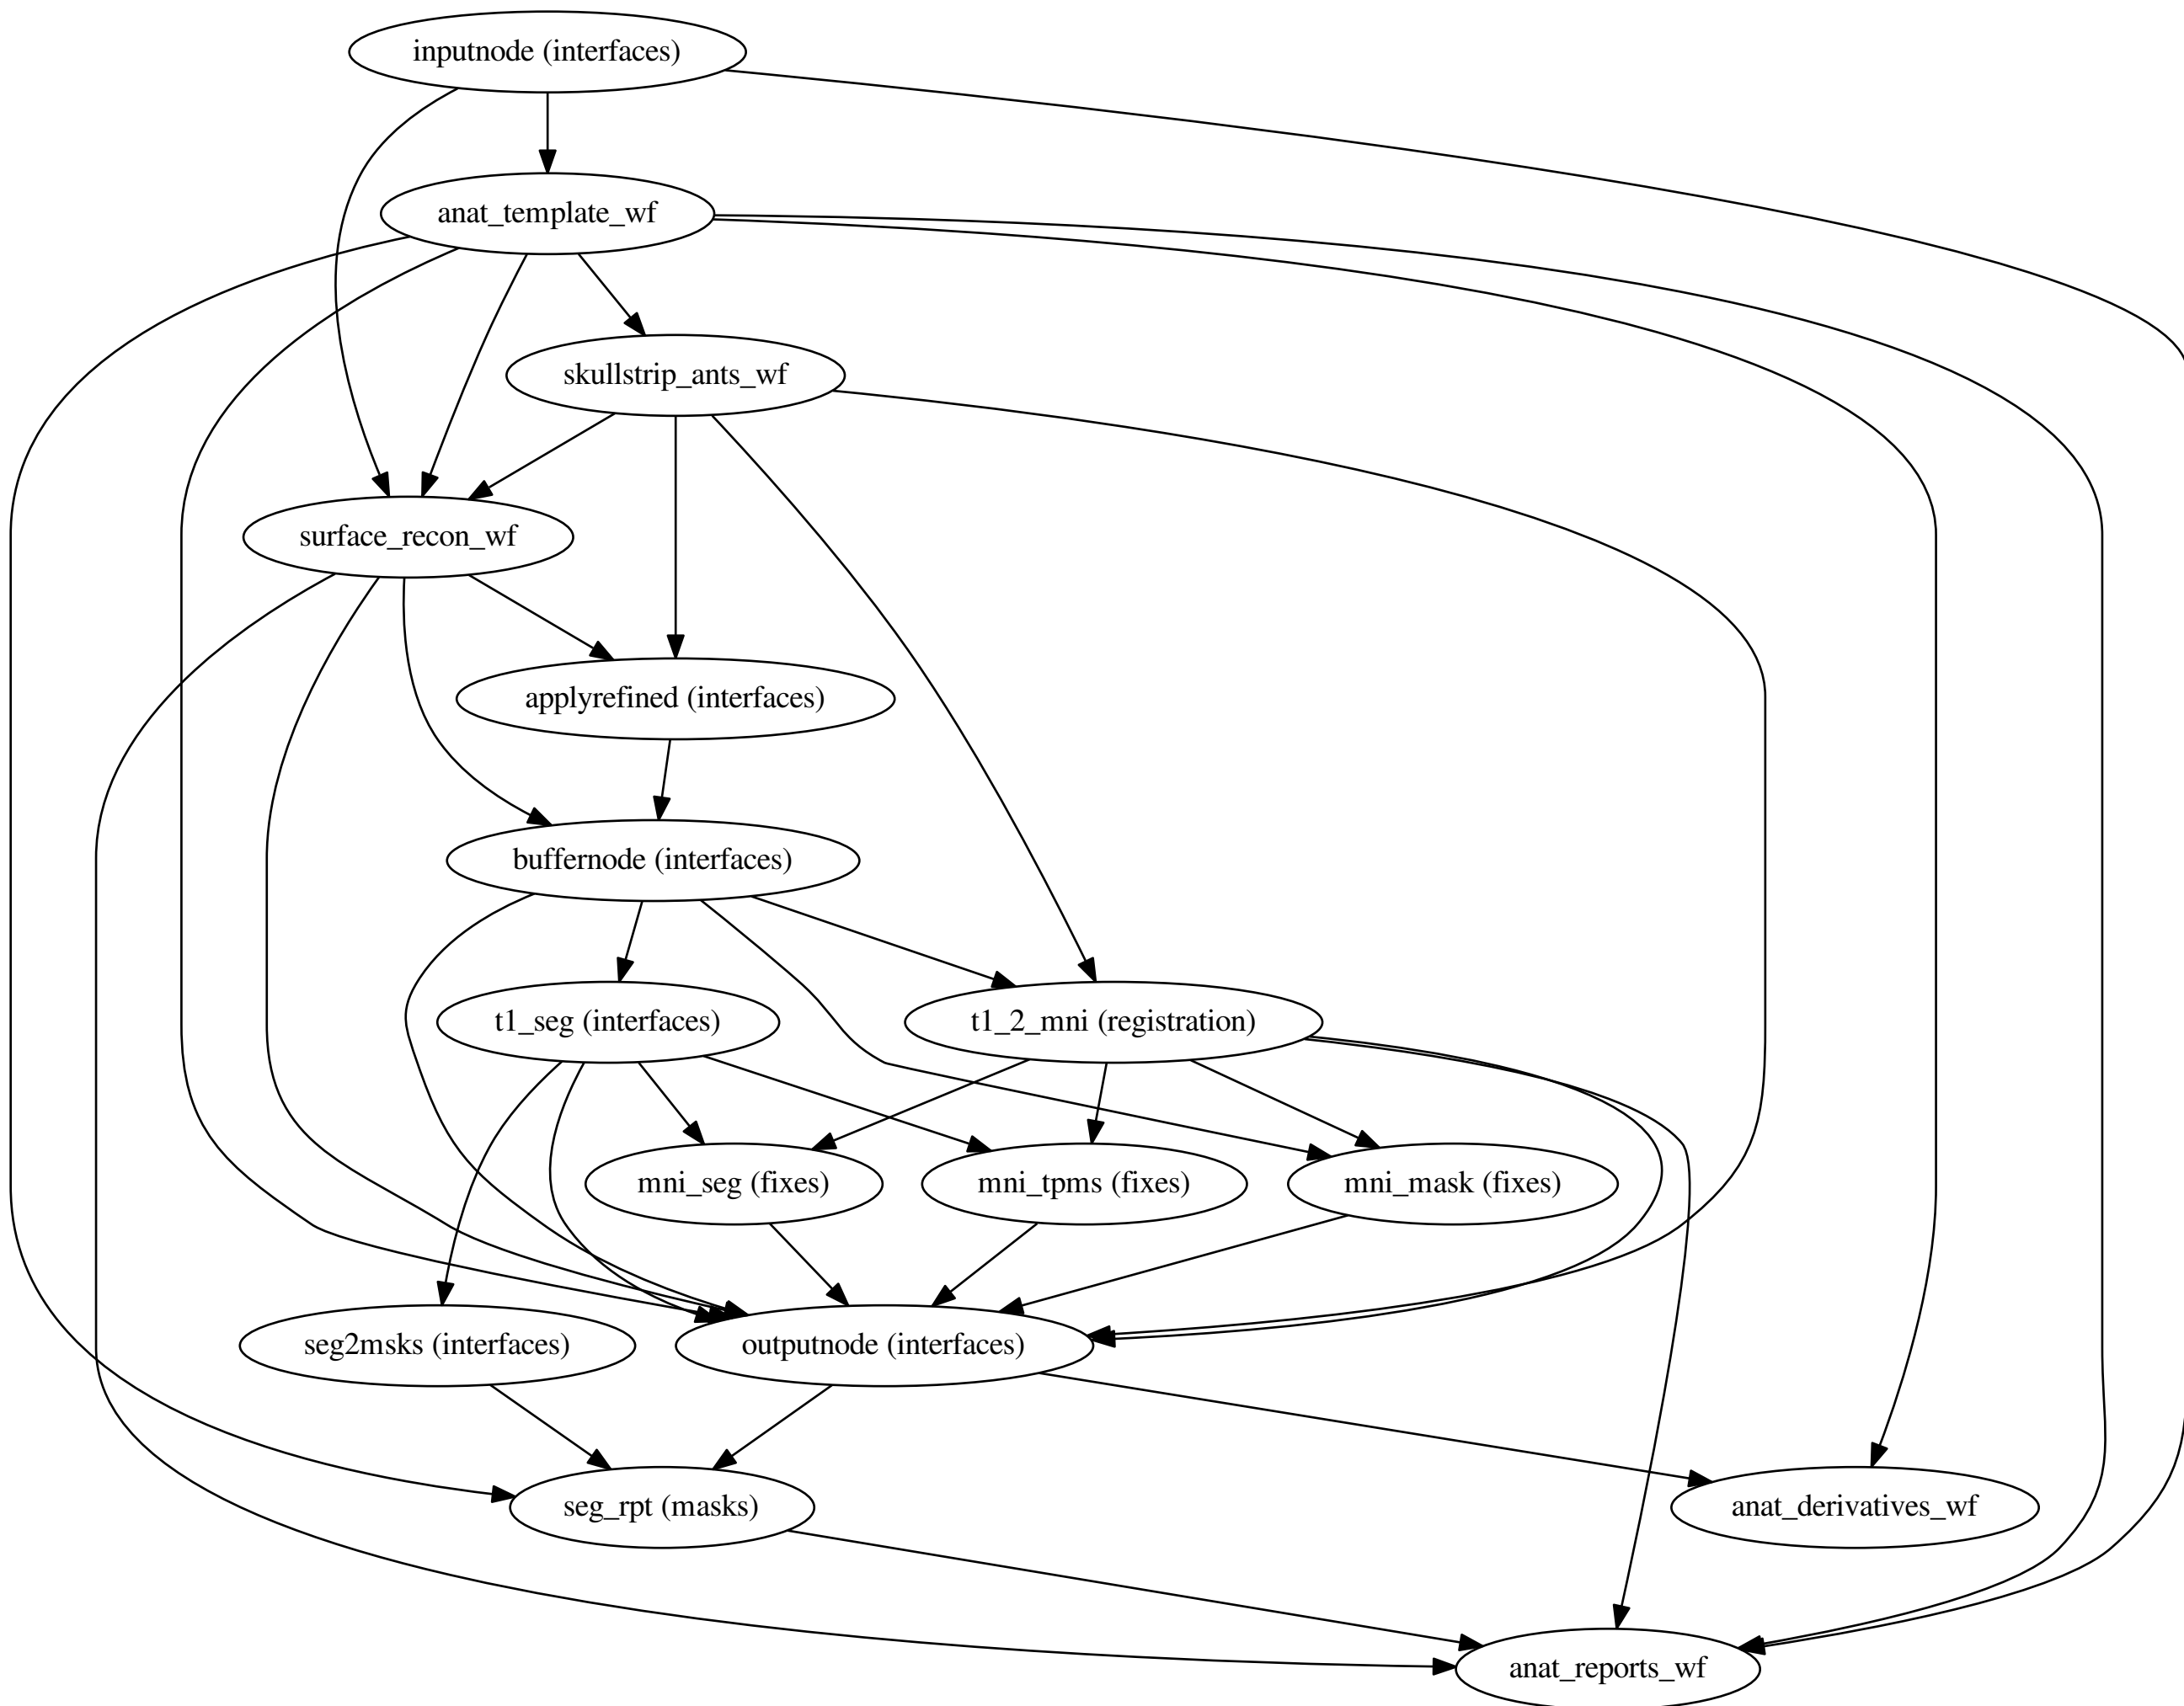 inputnode (interfaces)
anat_template_wf
skullstrip_ants_wf
surface_recon_wf
applyrefined (interfaces)
buffernode (interfaces)
t1_seg (interfaces)
t1_2_mni (registration)
mni_seg (fixes)
mni_tpms (fixes)
mni_mask (fixes)
seg2msks (interfaces)
outputnode (interfaces)
seg_rpt (masks)
anat_derivatives_wf
anat_reports_wf